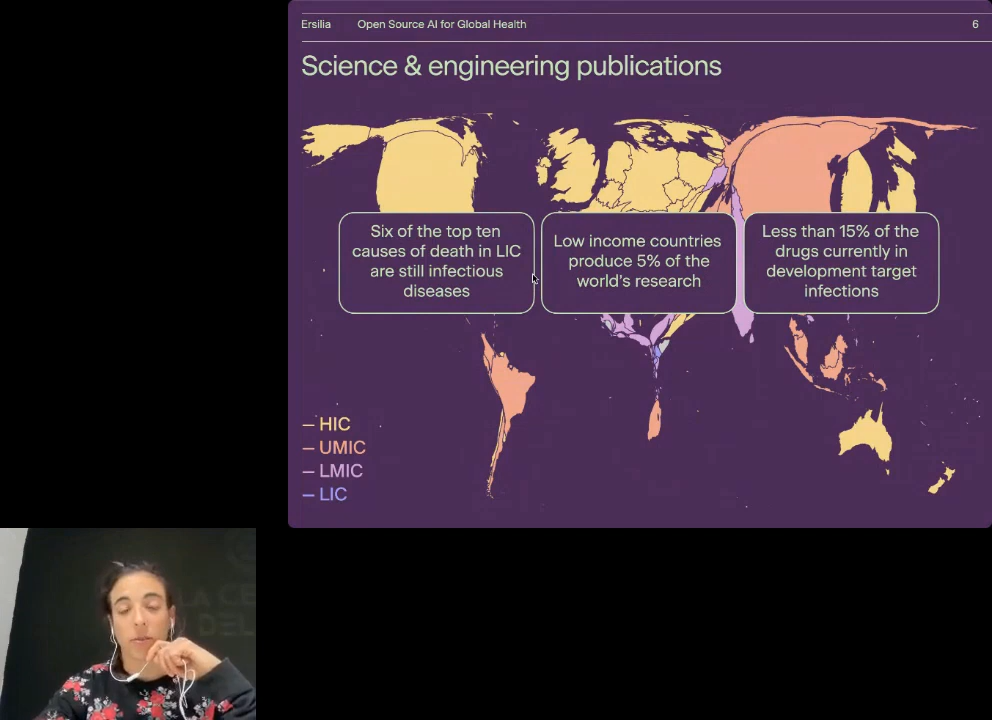 Ersilia Open Source AI for Global Health 6
Science & engineering publications
Six of the top ten
causes of death in LIC
are still infectious
diseases
Low income countries
produce 5% of the
world's research
Less than 15% of the
drugs currently in
development target
infections
– HIC
– UMIC
– LMIC
– LIC